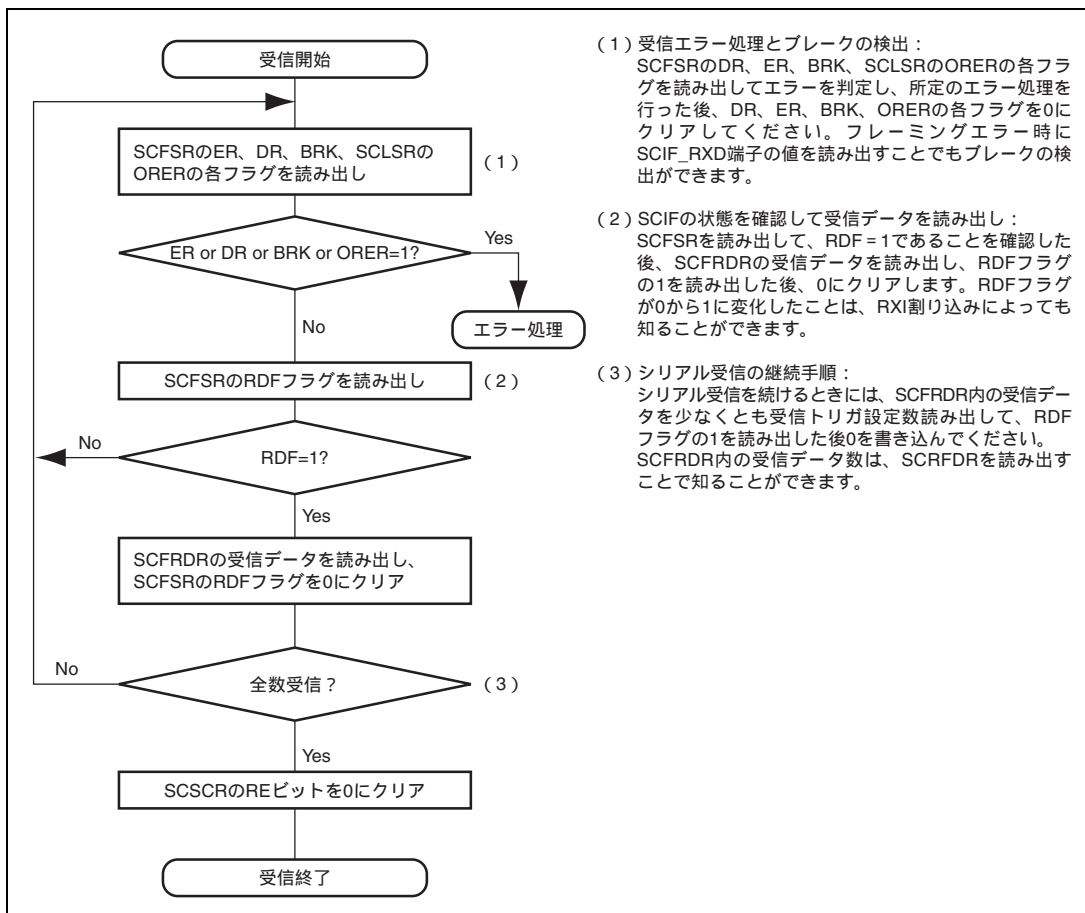 受信開始
SCFSRのER、DR、BRK、SCLSRの
ORERの各フラグを読み出し
(1)
ER or DR or BRK or ORER=1?
Yes
エラー処理
No
SCFSRのRDFフラグを読み出し
(2)
No
RDF=1?
Yes
SCFRDRの受信データを読み出し、
SCFSRのRDFフラグを0にクリア
No
全数受信？
(3)
Yes
SCSCRのREビットを0にクリア
受信終了
(1)受信エラー処理とブレークの検出：
SCFSRのDR、ER、BRK、SCLSRのORERの各フラ
グを読み出してエラーを判定し、所定のエラー処理を
行った後、DR、ER、BRK、ORERの各フラグを0に
クリアしてください。フレーミングエラー時に
SCIF_RXD端子の値を読み出すことでもブレークの検
出ができます。
(2)SCIFの状態を確認して受信データを読み出し：
SCFSRを読み出して、RDF = 1であることを確認した
後、SCFRDRの受信データを読み出し、RDFフラグ
の1を読み出した後、0にクリアします。RDFフラグ
が0から1に変化したことは、RXI割り込みによっても
知ることができます。
(3)シリアル受信の継続手順：
シリアル受信を続けるときには、SCFRDR内の受信デー
タを少なくとも受信トリガ設定数読み出して、RDF
フラグの1を読み出した後0を書き込んでください。
SCFRDR内の受信データ数は、SCRFDRを読み出す
ことで知ることができます。